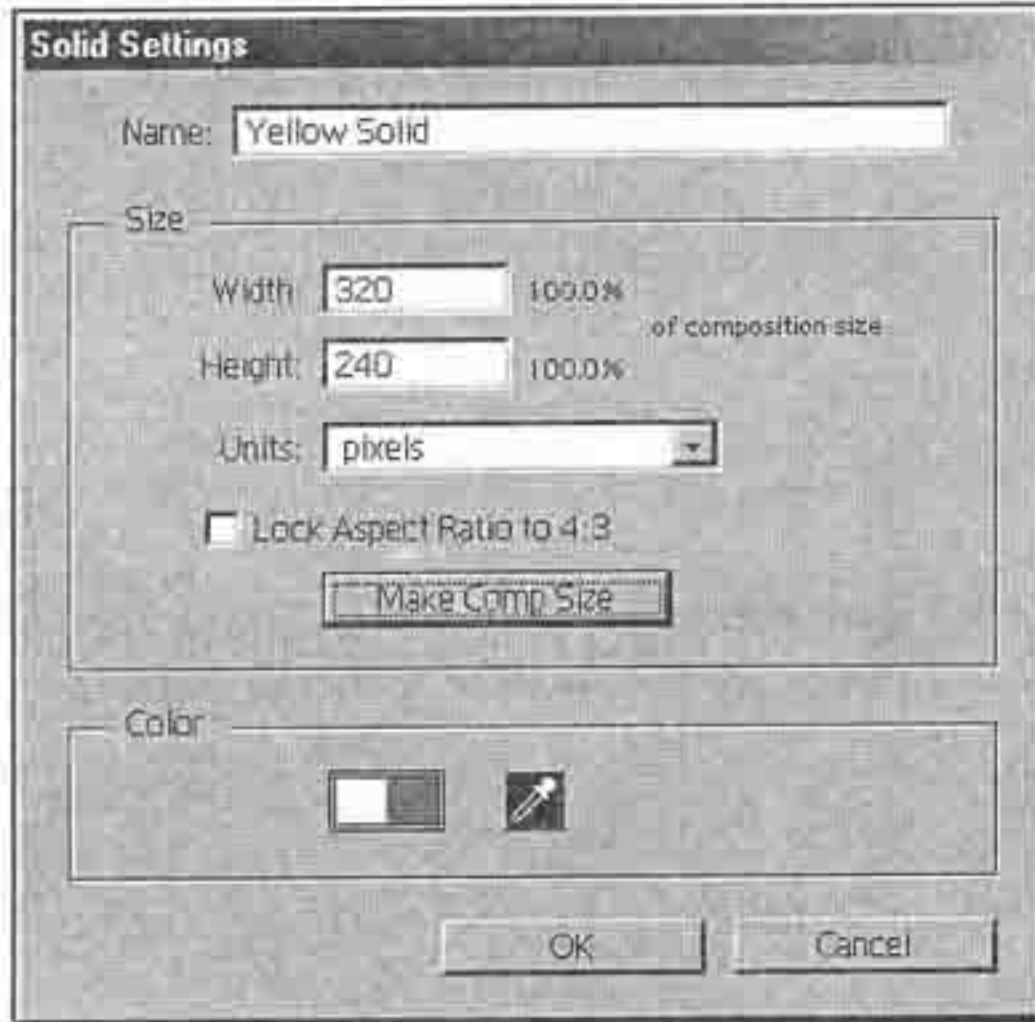 Solid Settings
Name: Yellow Solid
Size
Width 320 100.0%
of composition size
Height: 240 100.0%
Units: pixels
Lock Aspect Ratio to 4:3
Make Comp Size
Color
OK Cancel